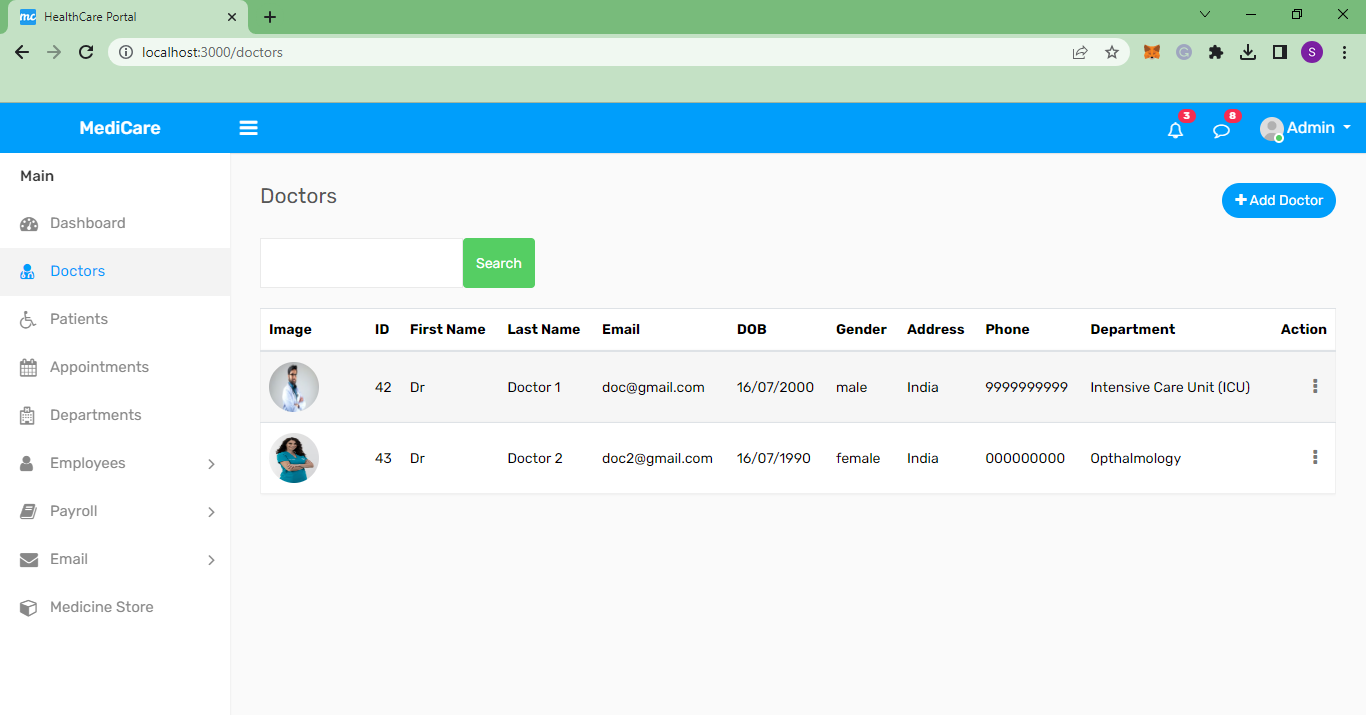 mc HealthCare Portal
localhost:3000/doctors
S
MediCare
3
8
Admin
Main
Dashboard
Doctors
Patients
Appointments
Departments
Employees
Payroll
Email
Medicine Store
Doctors
Add Doctor
Search
Image ID First Name Last Name Email DOB Gender Address Phone Department Action
42 Dr Doctor 1 doc@gmail.com 16/07/2000 male India 9999999999 Intensive Care Unit (ICU)
43 Dr Doctor 2 doc2@gmail.com 16/07/1990 female India 000000000 Opthalmology